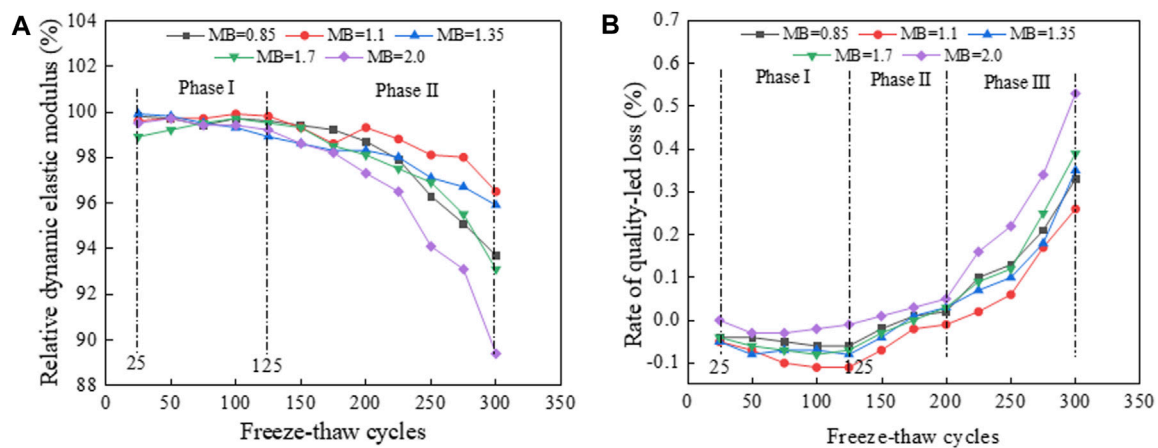 A
Relative dynamic elastic modulus (%)
104
102
100
98
96
94
92
90
88
MB=0.85 MB=1.1 MB=1.35
MB=1.7 MB=2.0
Phase I
Phase II
25
125
0 50 100 150 200 250 300 350
Freeze-thaw cycles
B
Rate of quality-led loss (%)
0.7
0.6
0.5
0.4
0.3
0.2
0.1
0.0
-0.1
MB=0.85 MB=1.1 MB=1.35
MB=1.7 MB=2.0
Phase I
Phase II
Phase III
25
125
200
300
0 50 100 150 200 250 300 350
Freeze-thaw cycles